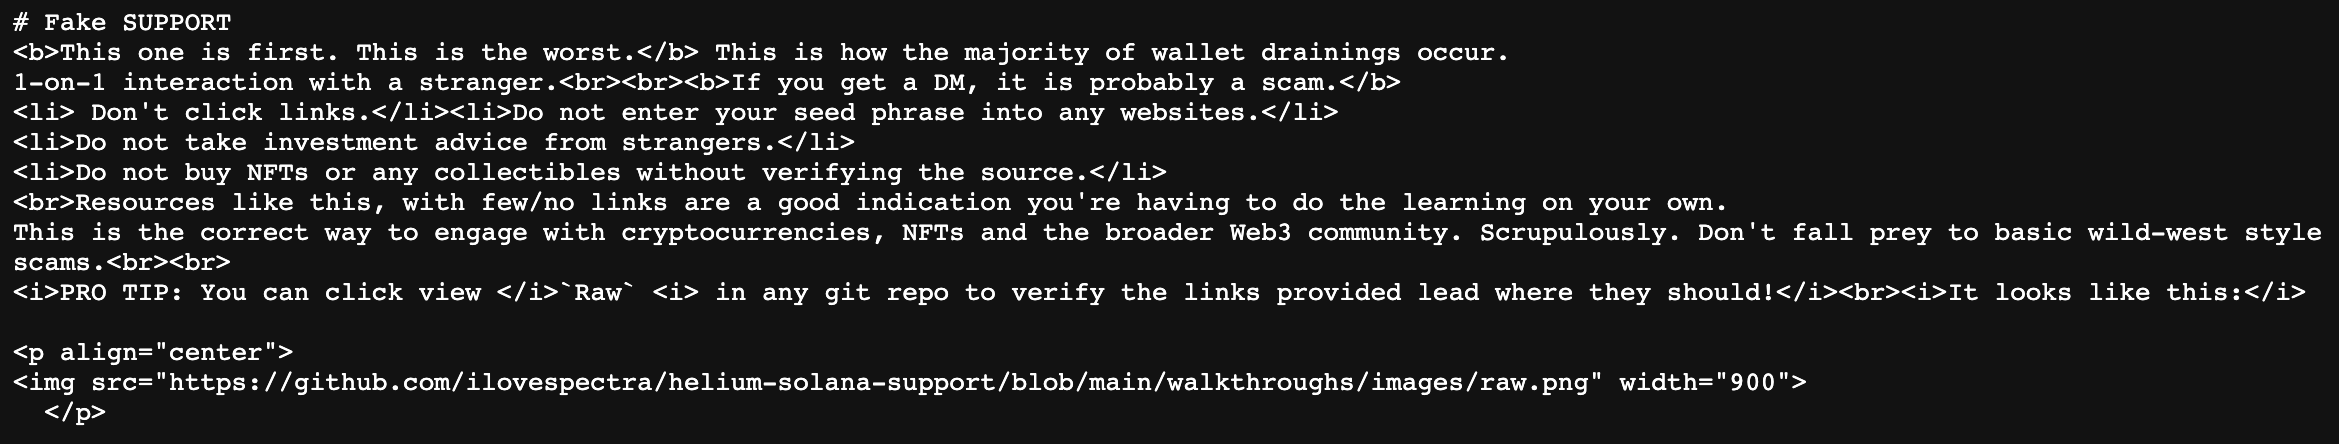 # Fake SUPPORT
<b>This one is first. This is the worst.</b> This is how the majority of wallet drainings occur.
1-on-1 interaction with a stranger.<br><br><b>If you get a DM, it is probably a scam.</b>
<li> Don't click links.</li><li>Do not enter your seed phrase into any websites.</li>
<li>Do not take investment advice from strangers.</li>
<li>Do not buy NFTs or any collectibles without verifying the source.</li>
<br>Resources like this, with few/no links are a good indication you're having to do the learning on your own.
This is the correct way to engage with cryptocurrencies, NFTs and the broader Web3 community. Scrupulously. Don't fall prey to basic wild-west style
scams.<br><br>
<i>PRO TIP: You can click view </i>`Raw` <i> in any git repo to verify the links provided lead where they should!</i><br><i>It looks like this:</i>

<p align="center">
<img src="https://github.com/ilovespectra/helium-solana-support/blob/main/walkthroughs/images/raw.png" width="900">
  </p>